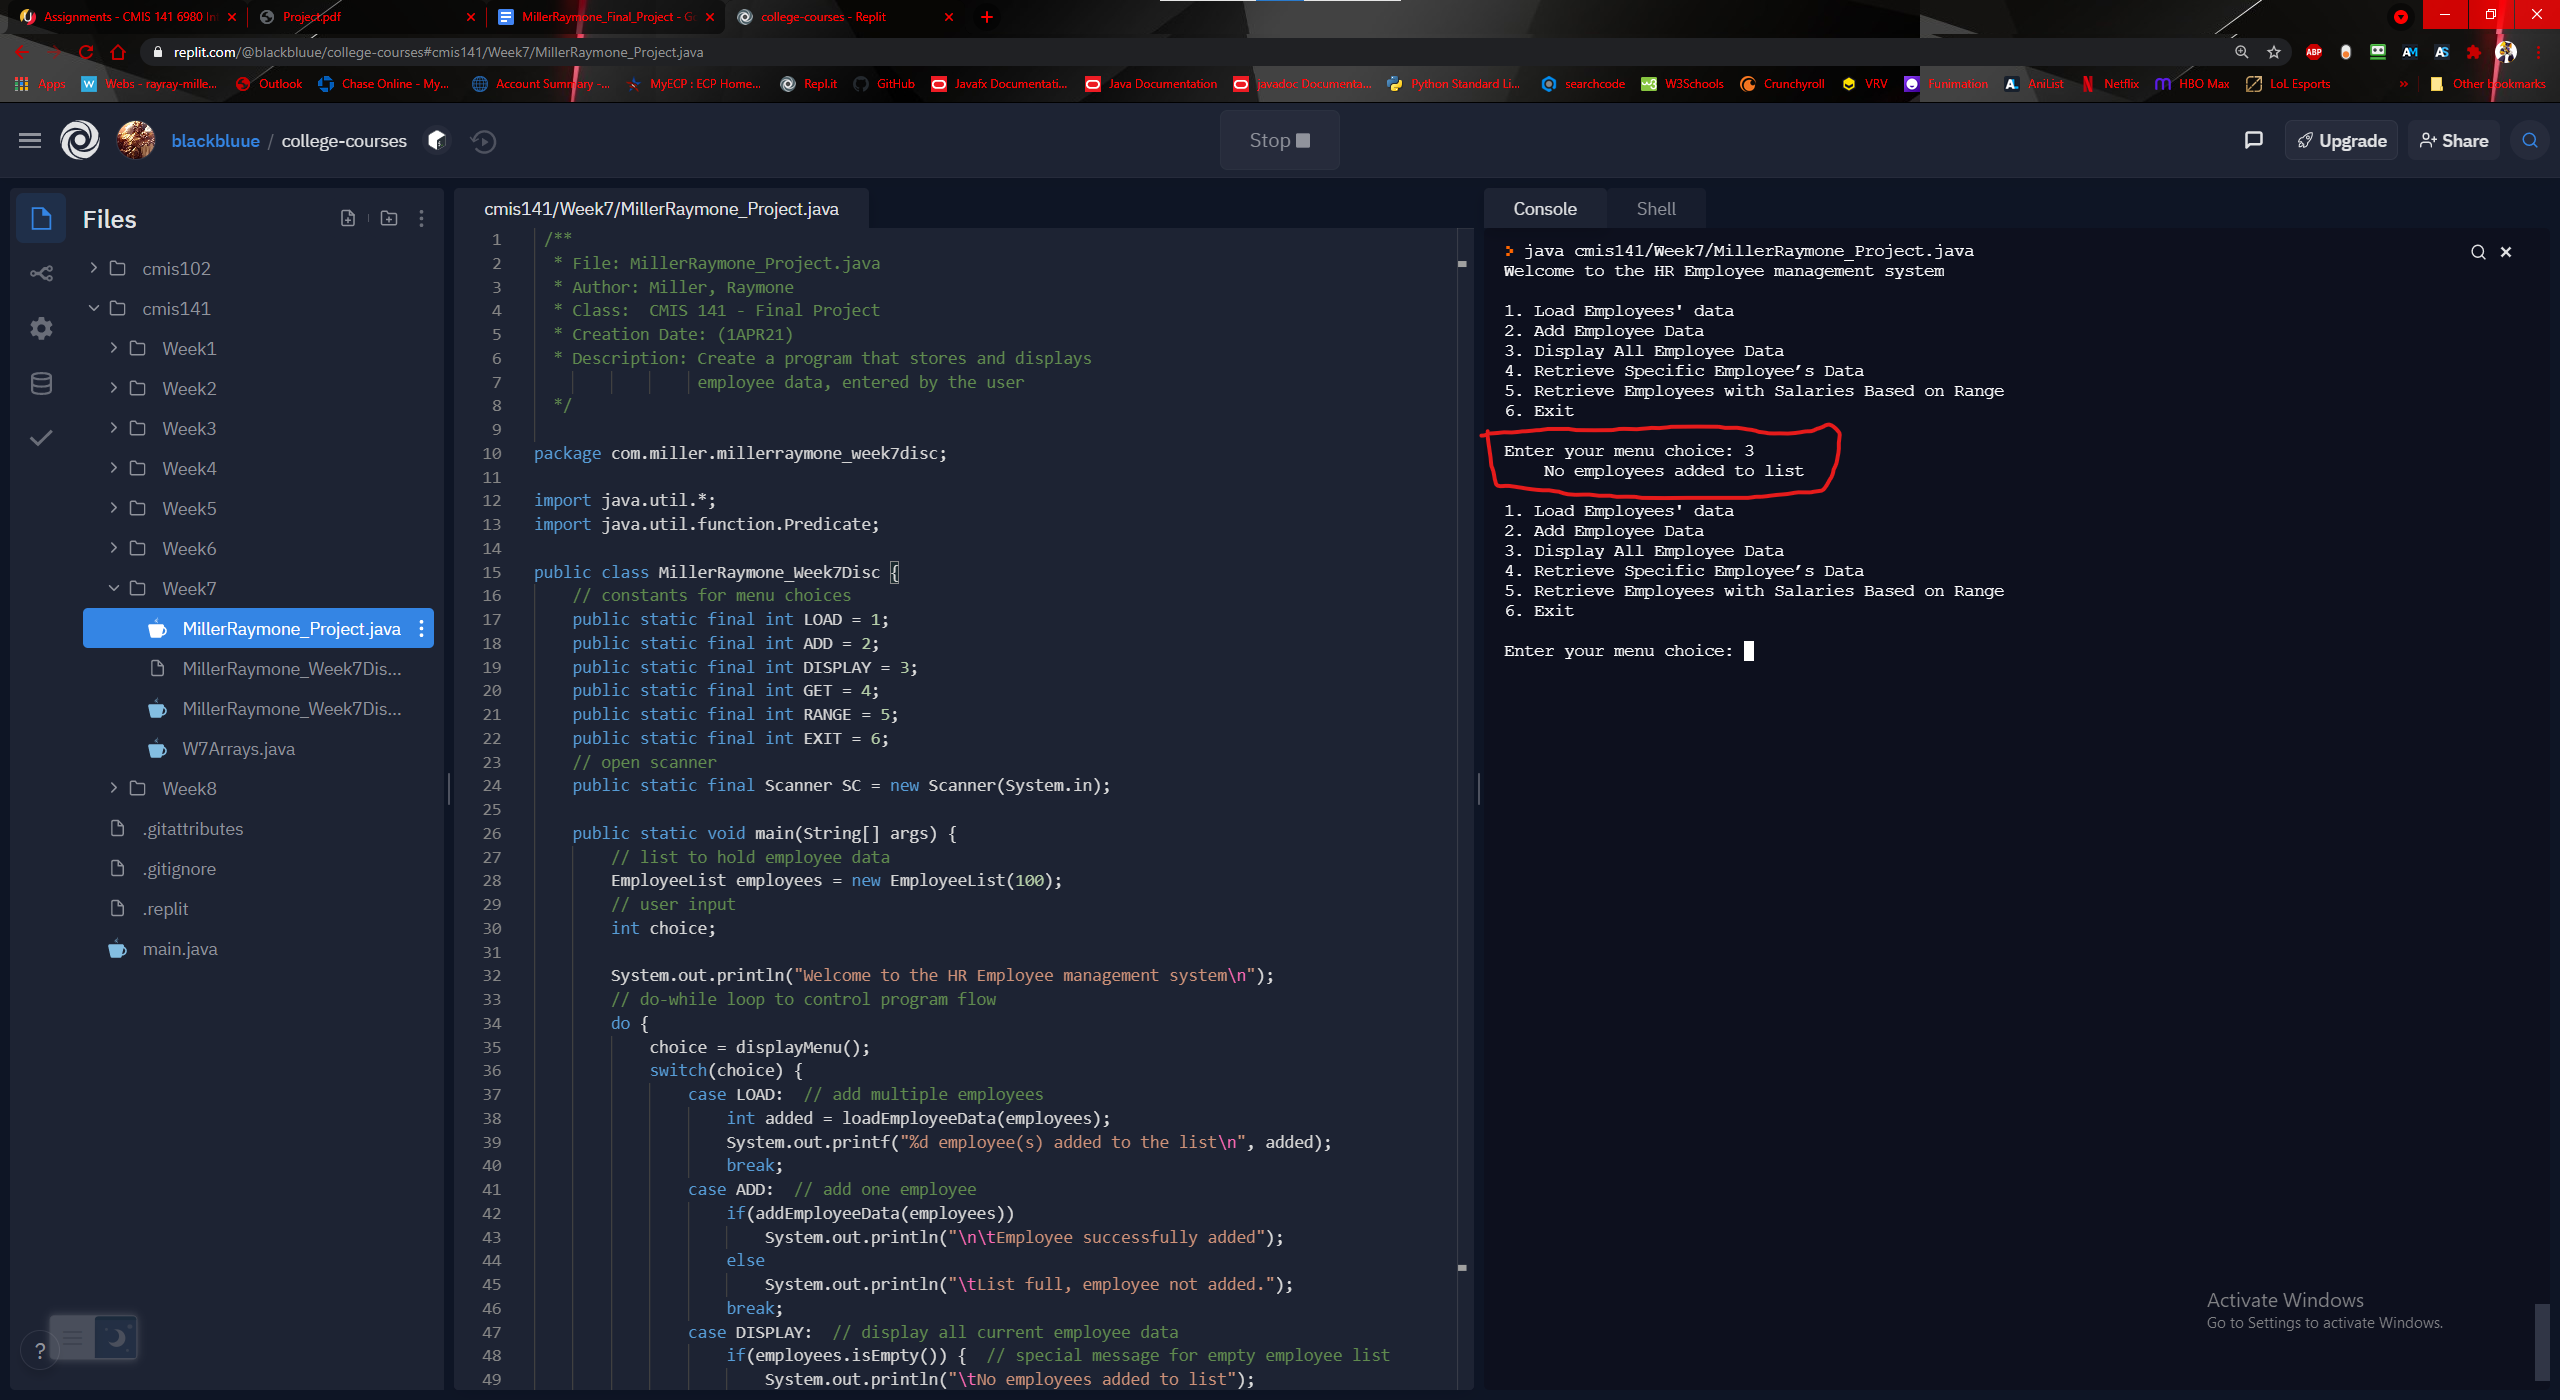 Assignments - CMIS 141 6980 In
Project.pdf
MillerRaymone_Final_Project - G
college-courses - Replit
replit.com/@blackbluue/college-courses#cmis141/Week7/MillerRaymone_Project.java
Apps
Webs - rayray-mille...
Outlook
Chase Online - My...
Account Summary -...
MyECP : ECP Home...
RepLit
GitHub
Javafx Documentati...
Java Documentation
javadoc Documenta...
Python Standard Li...
searchcode
W3Schools
Crunchyroll
VRV
Funimation
AniList
Netflix
HBO Max
LoL Esports
»
Other bookmarks
blackbluue / college-courses
Stop
Upgrade
Share
Files
cmis102
cmis141
Week1
Week2
Week3
Week4
Week5
Week6
Week7
MillerRaymone_Project.java
MillerRaymone_Week7Dis...
MillerRaymone_Week7Dis...
W7Arrays.java
Week8
.gitattributes
.gitignore
.replit
main.java
?
cmis141/Week7/MillerRaymone_Project.java
1 /**
2 * File: MillerRaymone_Project.java
3 * Author: Miller, Raymone
4 * Class:  CMIS 141 - Final Project
5 * Creation Date: (1APR21)
6 * Description: Create a program that stores and displays
7 employee data, entered by the user
8 */
9
10 package com.miller.millerraymone_week7disc;
11
12 import java.util.*;
13 import java.util.function.Predicate;
14
15 public class MillerRaymone_Week7Disc {
16 // constants for menu choices
17 public static final int LOAD = 1;
18 public static final int ADD = 2;
19 public static final int DISPLAY = 3;
20 public static final int GET = 4;
21 public static final int RANGE = 5;
22 public static final int EXIT = 6;
23 // open scanner
24 public static final Scanner SC = new Scanner(System.in);
25
26 public static void main(String[] args) {
27 // list to hold employee data
28 EmployeeList employees = new EmployeeList(100);
29 // user input
30 int choice;
31
32 System.out.println("Welcome to the HR Employee management system\n");
33 // do-while loop to control program flow
34 do {
35 choice = displayMenu();
36 switch(choice) {
37 case LOAD:  // add multiple employees
38 int added = loadEmployeeData(employees);
39 System.out.printf("%d employee(s) added to the list\n", added);
40 break;
41 case ADD:  // add one employee
42 if(addEmployeeData(employees))
43 System.out.println("\n\tEmployee successfully added");
44 else
45 System.out.println("\tList full, employee not added.");
46 break;
47 case DISPLAY:  // display all current employee data
48 if(employees.isEmpty()) {  // special message for empty employee list
49 System.out.println("\tNo employees added to list");
Console
Shell
java cmis141/Week7/MillerRaymone_Project.java
Welcome to the HR Employee management system
1. Load Employees' data
2. Add Employee Data
3. Display All Employee Data
4. Retrieve Specific Employee’s Data
5. Retrieve Employees with Salaries Based on Range
6. Exit
Enter your menu choice: 3
No employees added to list
1. Load Employees' data
2. Add Employee Data
3. Display All Employee Data
4. Retrieve Specific Employee’s Data
5. Retrieve Employees with Salaries Based on Range
6. Exit
Enter your menu choice:
Activate Windows
Go to Settings to activate Windows.